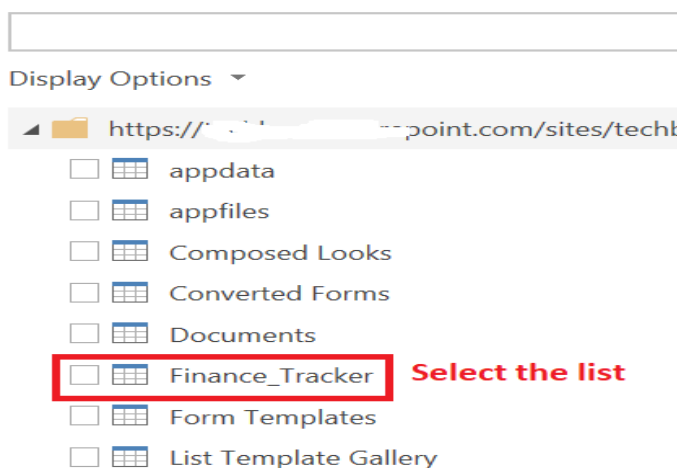 Display Options
https:// point.com/sites/techb
appdata
appfiles
Composed Looks
Converted Forms
Documents
Finance_Tracker Select the list
Form Templates
List Template Gallery